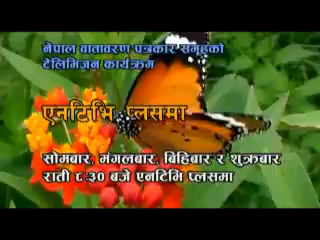 नेपाल वातावरण पत्रकार समूहको
टेलिभिजन कार्यक्रम
एनटिभि प्लसमा
सोमबार, मंगलबार, बिहिबार र शुक्रबार
राती ८:३० बजे एनटिभि प्लसमा